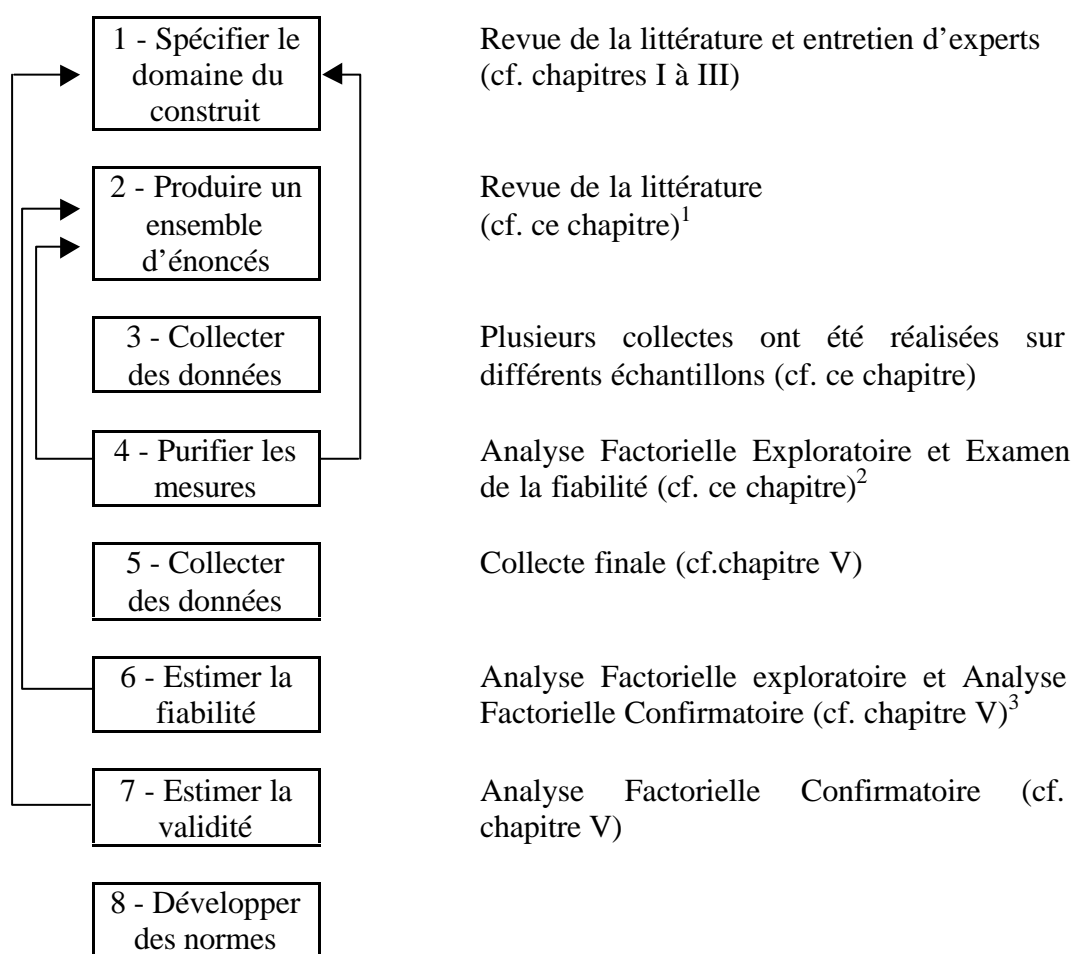 1 - Spécifier le
domaine du
construit
Revue de la littérature et entretien d’experts
(cf. chapitres I à III)
2 - Produire un
ensemble
d’énoncés
Revue de la littérature
(cf. ce chapitre)1
3 - Collecter
des données
Plusieurs collectes ont été réalisées sur
différents échantillons (cf. ce chapitre)
4 - Purifier les
mesures
Analyse Factorielle Exploratoire et Examen
de la fiabilité (cf. ce chapitre)2
5 - Collecter
des données
Collecte finale (cf.chapitre V)
6 - Estimer la
fiabilité
Analyse Factorielle exploratoire et Analyse
Factorielle Confirmatoire (cf. chapitre V)3
7 - Estimer la
validité
Analyse Factorielle Confirmatoire (cf.
chapitre V)
8 - Développer
des normes